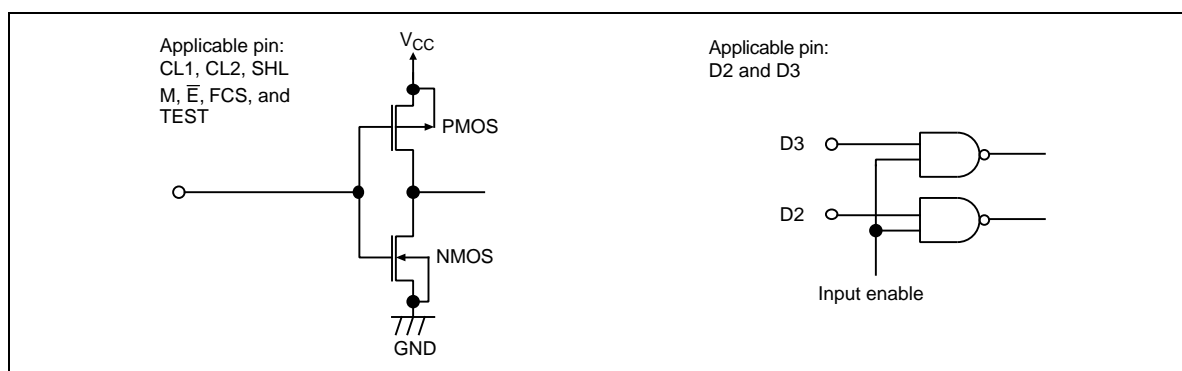 Applicable pin:
CL1, CL2, SHL
M, E̅, FCS, and
TEST
VCC
PMOS
NMOS
GND
Applicable pin:
D2 and D3
D3
D2
Input enable